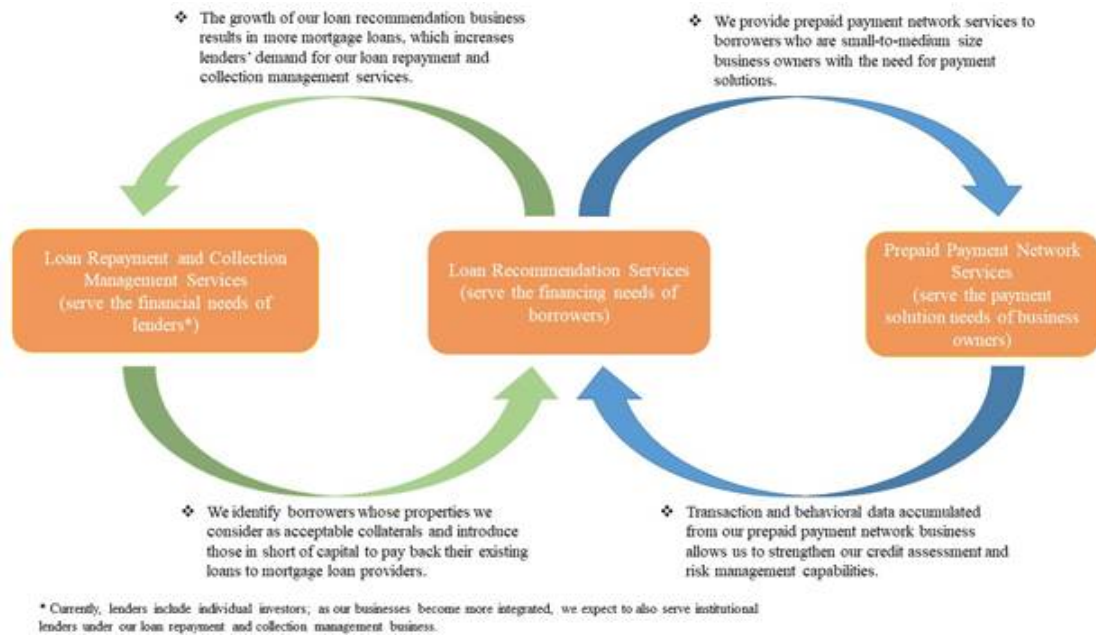 ❖ The growth of our loan recommendation business
results in more mortgage loans, which increases
lenders' demand for our loan repayment and
collection management services.
❖ We provide prepaid payment network services to
borrowers who are small-to-medium size
business owners with the need for payment
solutions.
Loan Repayment and Collection
Management Services
(serve the financial needs of
lenders*)
Loan Recommendation Services
(serve the financing needs of
borrowers)
Prepaid Payment Network
Services
(serve the payment
solution needs of business
owners)
❖ We identify borrowers whose properties we
consider as acceptable collaterals and introduce
those in short of capital to pay back their existing
loans to mortgage loan providers.
❖ Transaction and behavioral data accumulated
from our prepaid payment network business
allows us to strengthen our credit assessment and
risk management capabilities.
* Currently, lenders include individual investors; as our businesses become more integrated, we expect to also serve institutional
lenders under our loan repayment and collection management business.